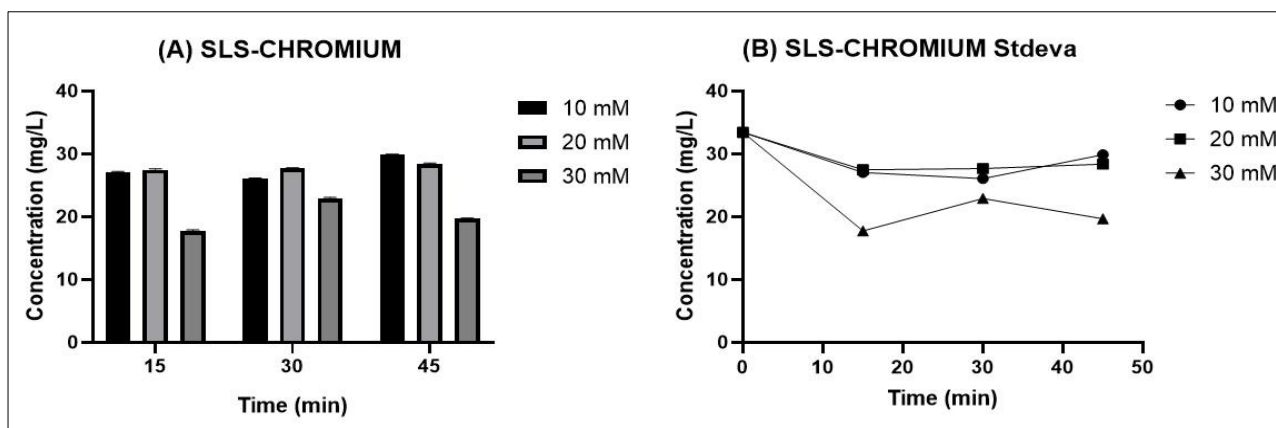 (A) SLS-CHROMIUM
Concentration (mg/L)
40
30
20
10
0
15 30 45
Time (min)
10 mM
20 mM
30 mM
(B) SLS-CHROMIUM Stdeva
Concentration (mg/L)
40
30
20
10
0
0 10 20 30 40 50
Time (min)
10 mM
20 mM
30 mM